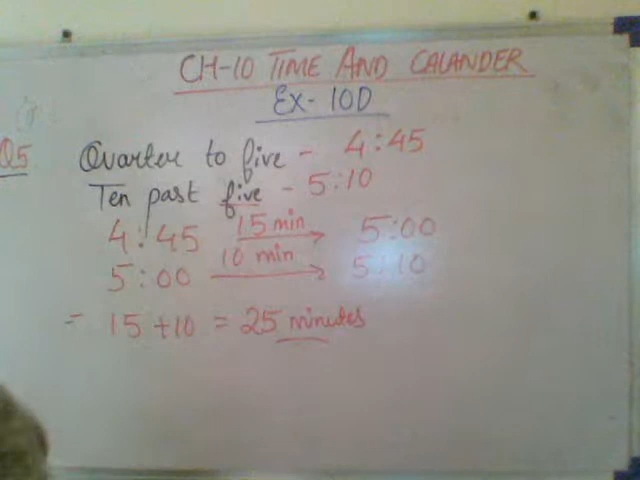 CH-10 TIME AND CALANDER
EX- 10D
Q5 Quarter to five - 4:45
Ten past five - 5:10
4:45 15 min 5:00
5:00 10 min 5:10
= 15 + 10 = 25 minutes